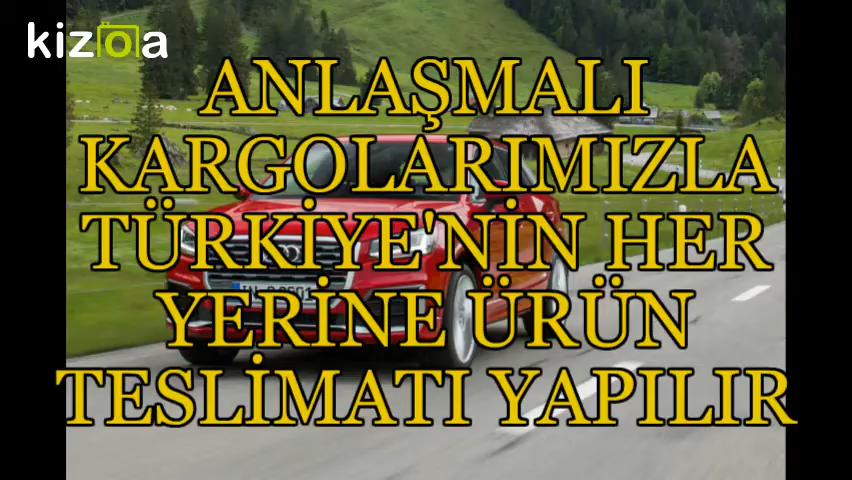 kizoa
ANLAŞMALI
KARGOLARIMIZLA
TÜRKİYE'NİN HER
YERİNE ÜRÜN
TESLİMATI YAPILIR